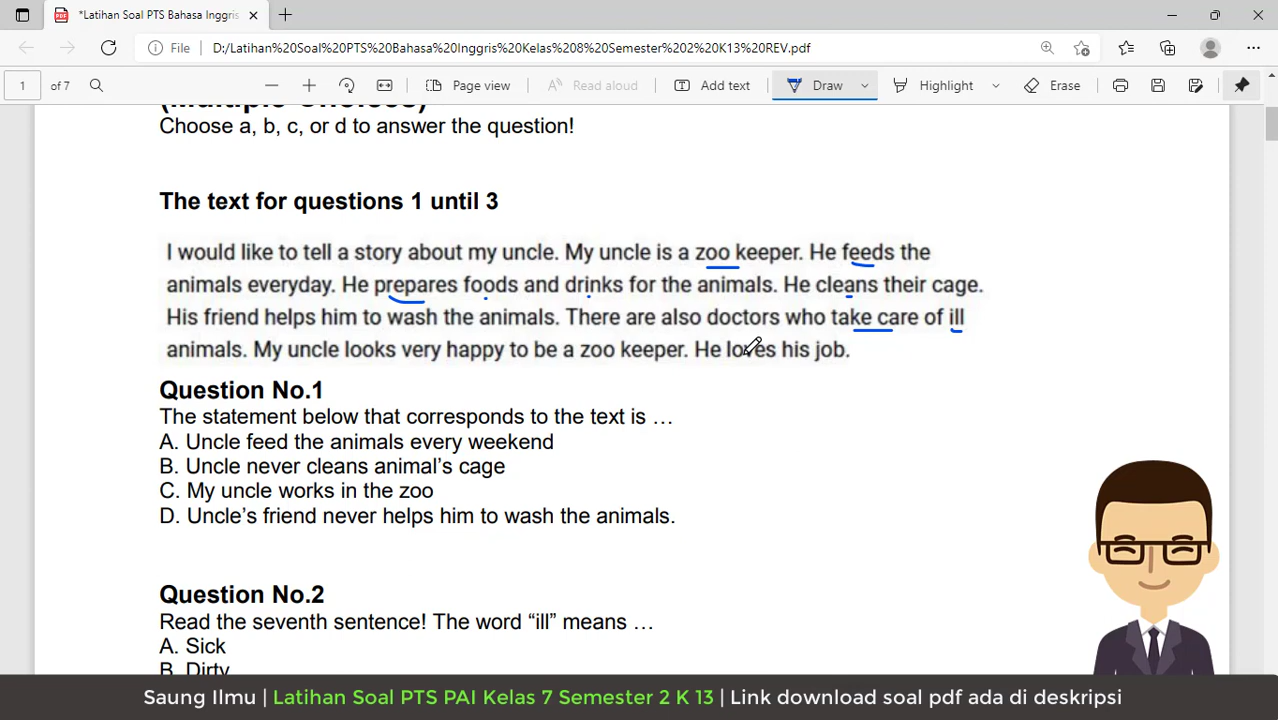 *Latihan Soal PTS Bahasa Inggris
File D:/Latihan%20Soal%20PTS%20Bahasa%20Inggris%20Kelas%208%20Semester%202%20K13%20REV.pdf
1 of 7 Page view Read aloud Add text Draw Highlight Erase
(Multiple Choices)
Choose a, b, c, or d to answer the question!
The text for questions 1 until 3
I would like to tell a story about my uncle. My uncle is a zoo keeper. He feeds the
animals everyday. He prepares foods and drinks for the animals. He cleans their cage.
His friend helps him to wash the animals. There are also doctors who take care of ill
animals. My uncle looks very happy to be a zoo keeper. He loves his job.
Question No.1
The statement below that corresponds to the text is …
A. Uncle feed the animals every weekend
B. Uncle never cleans animal’s cage
C. My uncle works in the zoo
D. Uncle’s friend never helps him to wash the animals.
Question No.2
Read the seventh sentence! The word “ill” means …
A. Sick
B. Dirty
Saung Ilmu | Latihan Soal PTS PAI Kelas 7 Semester 2 K 13 | Link download soal pdf ada di deskripsi